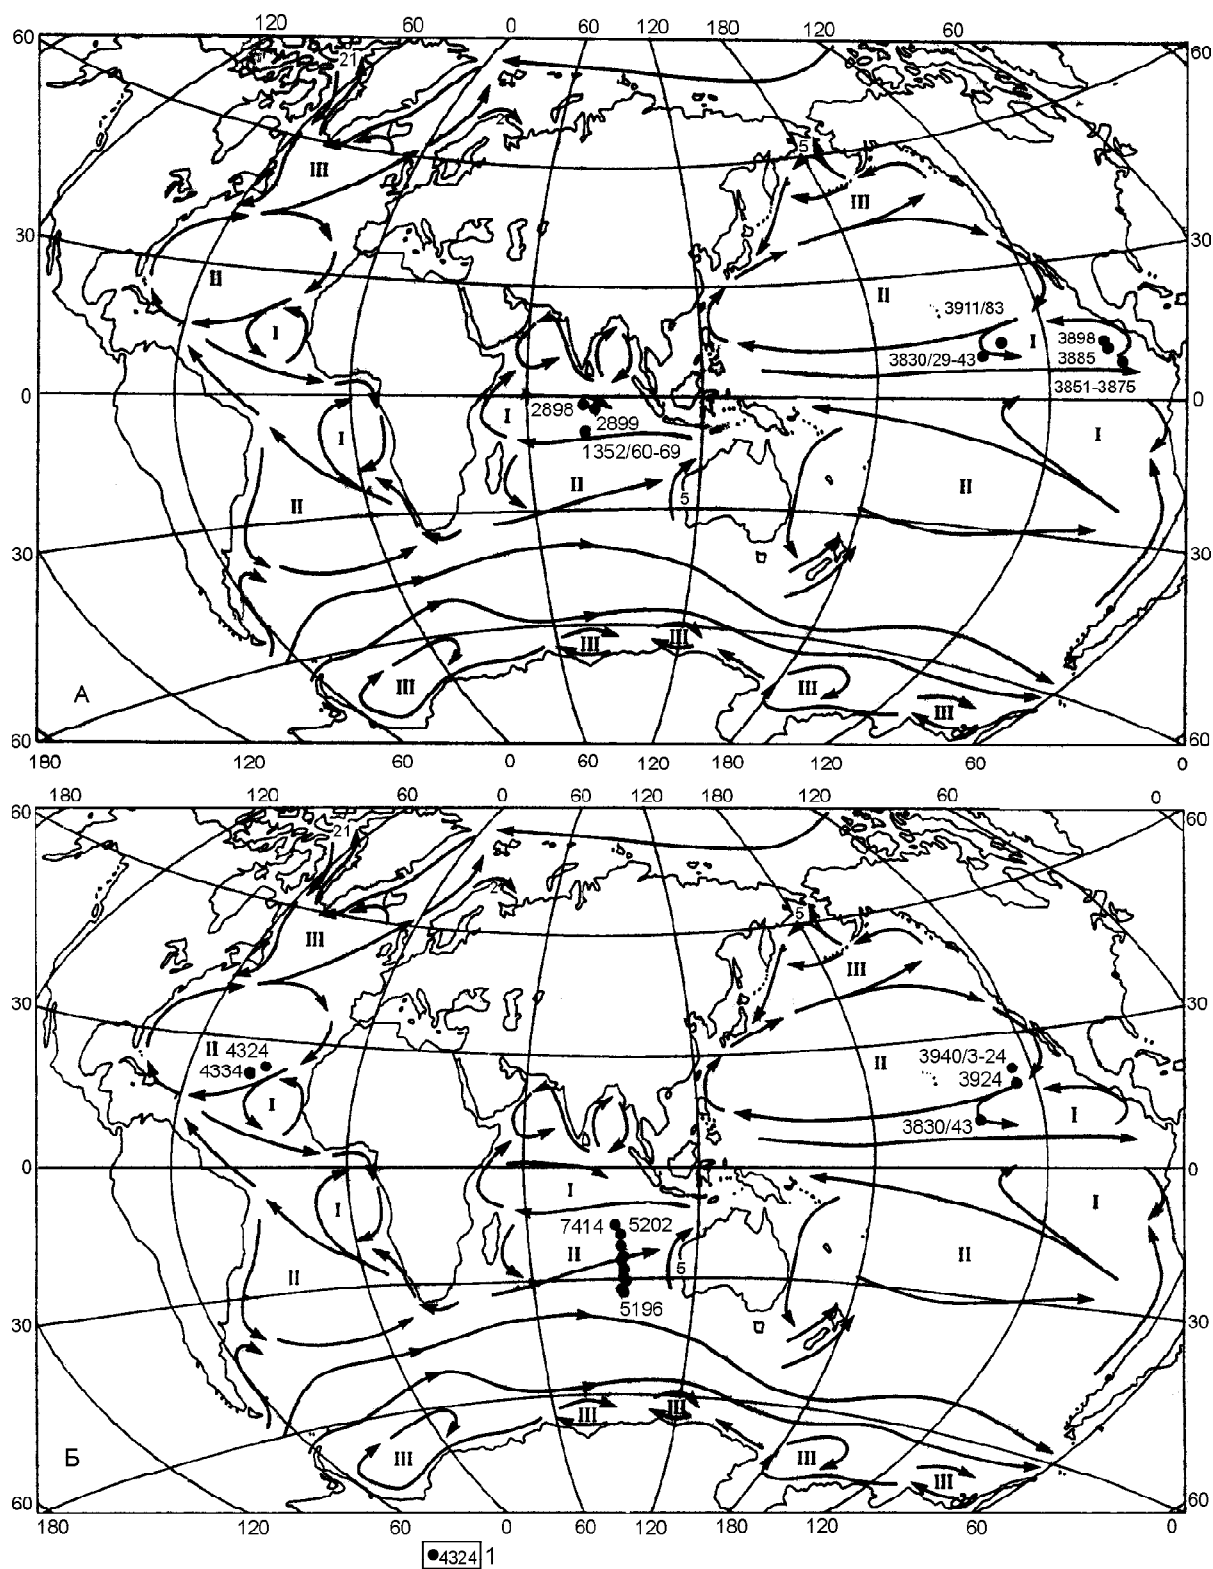 120 60 0 60 120 180 120 60
60 60
21
2
5
III III
30 30
II II
3911/83
I I
3898
3830/29-43 3885
3851-3875
0 0
I 2898
2899
I I
1352/60-69
II II
II 5
30 30
III III
III III III
А
60 60
180 120 60 0 60 120 180 120 60 0
180 120 60 0 60 120 180 120 60 0
60 60
21
2
5
III III
30 30
II 4324 II 3940/3-24
4334 3924
I I
3830/43
0 0
I I I
7414 5202
II II
5
II
5196
30 30
III III
III III III
Б
60 60
180 120 60 0 60 120 180 120 60 0
4324 1